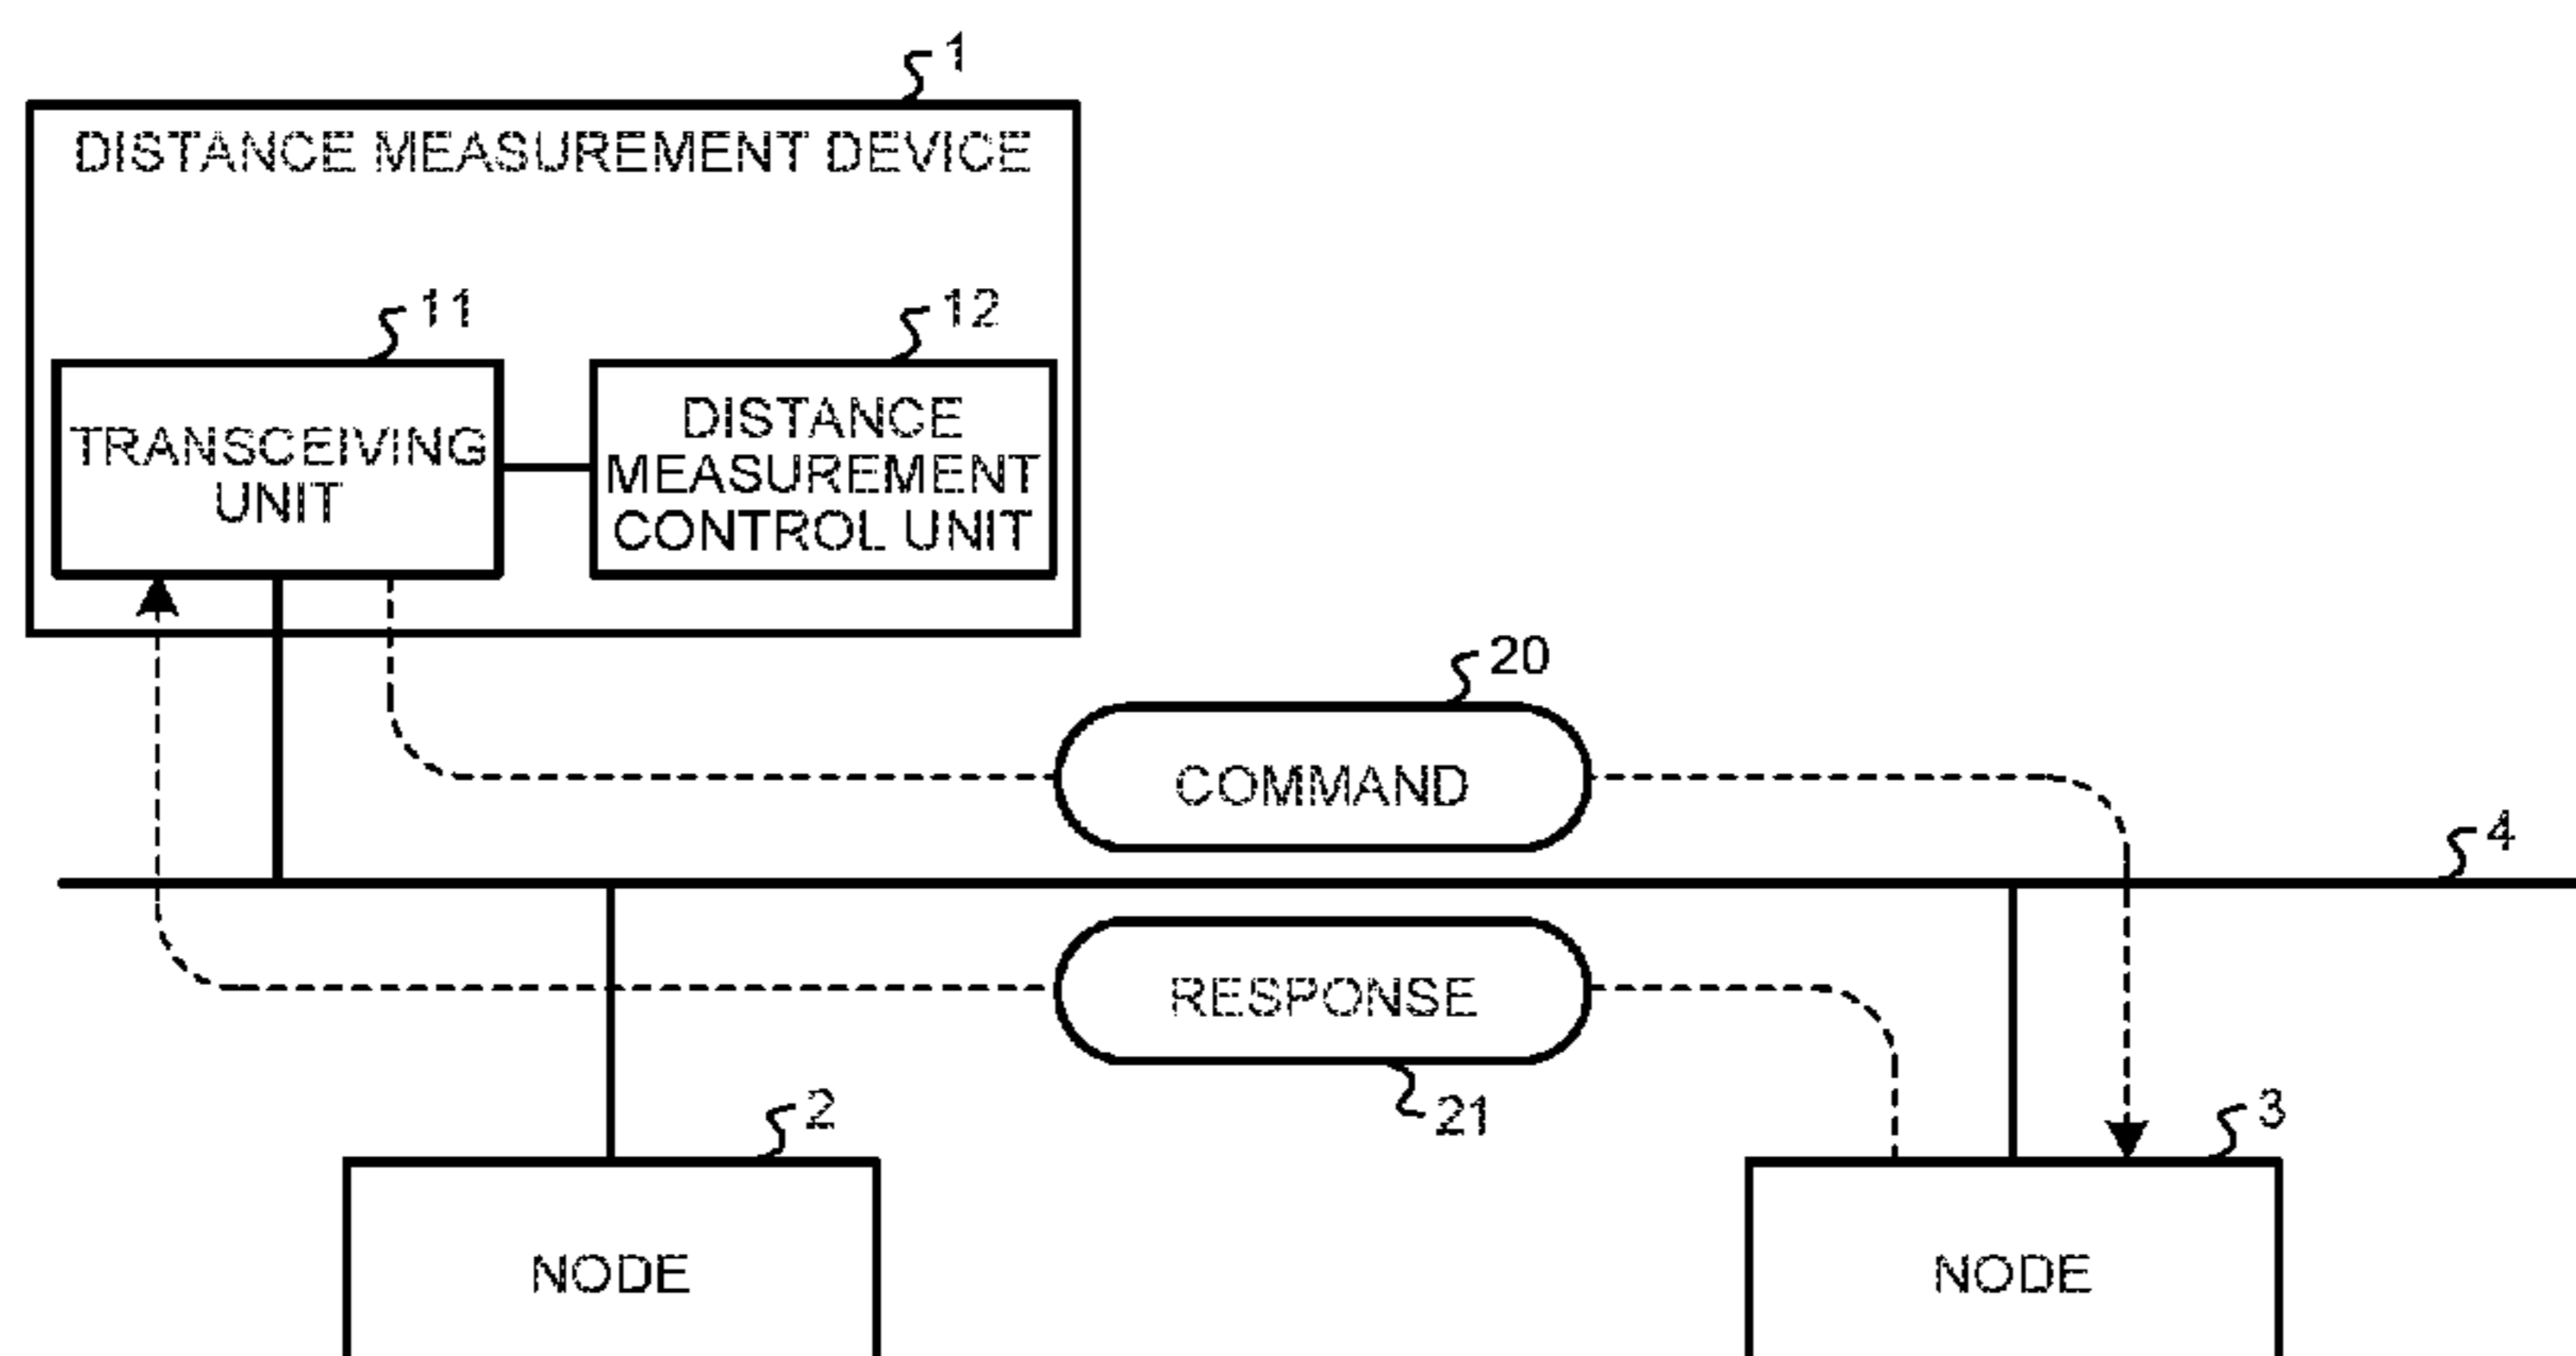 1
DISTANCE MEASUREMENT DEVICE
11
12
TRANSCEIVING
UNIT
DISTANCE
MEASUREMENT
CONTROL UNIT
20
COMMAND
4
RESPONSE
21
2
3
NODE
NODE